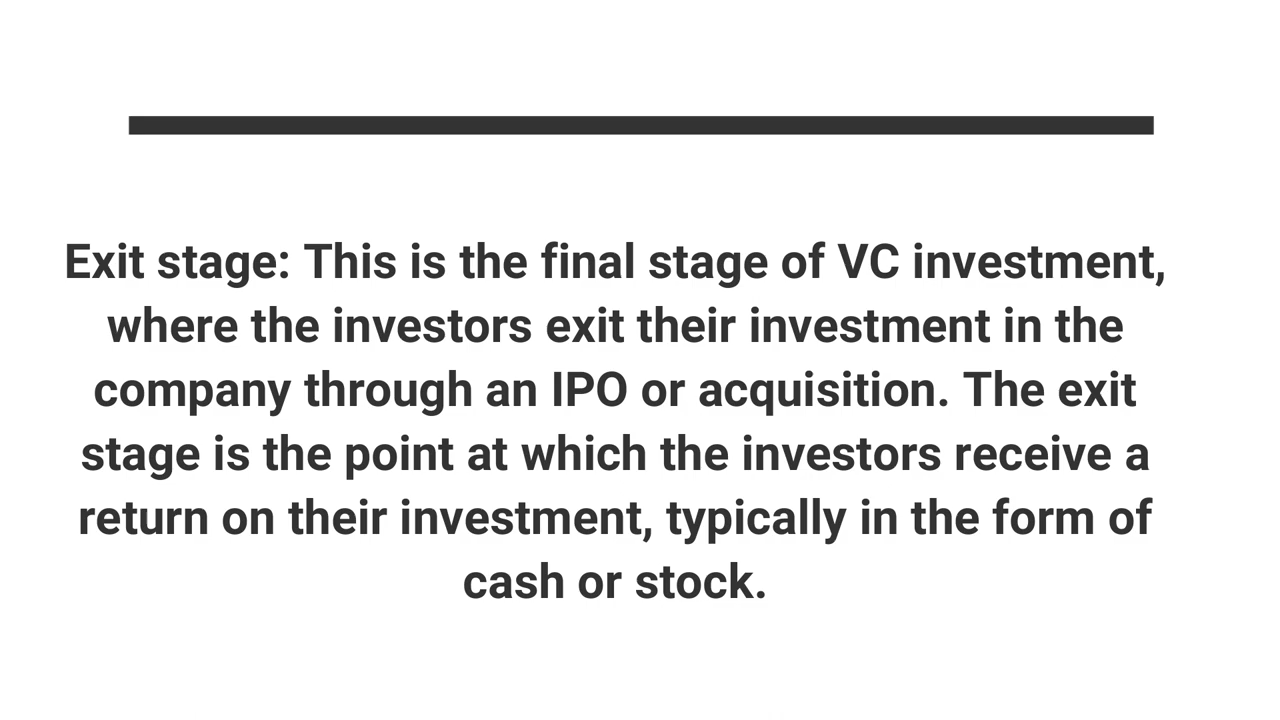 Exit stage: This is the final stage of VC investment,
where the investors exit their investment in the
company through an IPO or acquisition. The exit
stage is the point at which the investors receive a
return on their investment, typically in the form of
cash or stock.